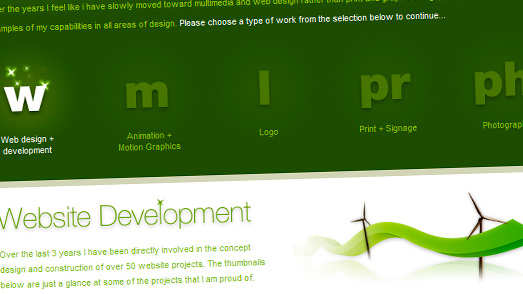 er the years I feel like i have slowly moved toward multimedia and web design rather than print and
amples of my capabilities in all areas of design. Please choose a type of work from the selection below to continue...
w
m
l
pr
ph
Web design +
development
Animation +
Motion Graphics
Logo
Print + Signage
Photograp
Website Development
Over the last 3 years I have been directly involved in the concept
design and construction of over 50 website projects. The thumbnails
below are just a glance at some of the projects that I am proud of.